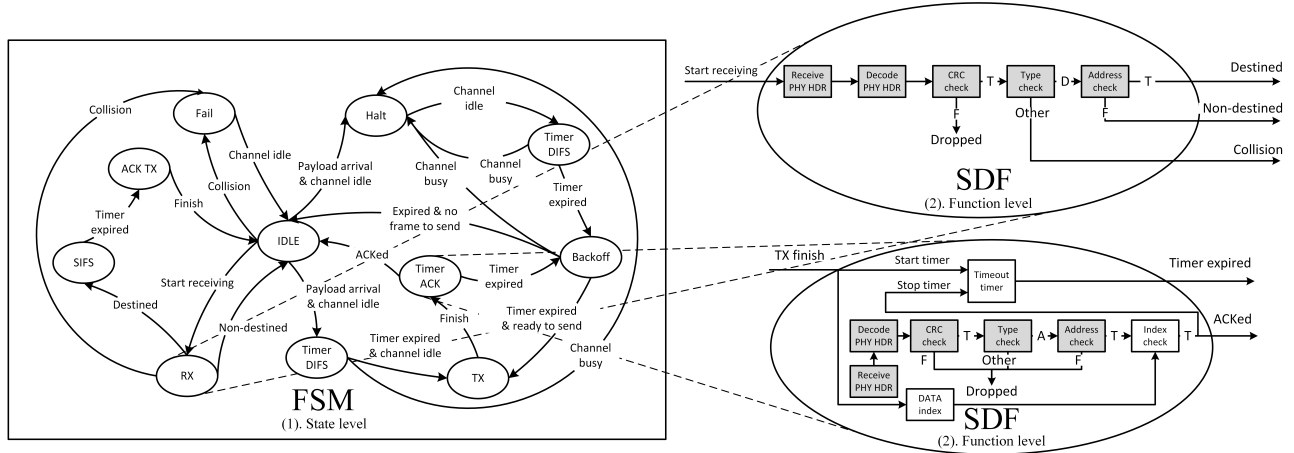 Collision
Fail
Channel idle
Halt
Channel
idle
Timer
DIFS
ACK TX
Payload arrival
& channel idle
Channel
busy
Channel
busy
Collision
Finish
Timer
expired
Timer
expired
Expired & no
frame to send
IDLE
SIFS
ACKed
Timer
ACK
Timer
expired
Backoff
Start receiving
Payload arrival
& channel idle
Destined
Non-destined
Finish
Timer expired
& ready to send
Timer expired
& channel idle
Channel
busy
RX
Timer
DIFS
TX
FSM
(1). State level
Start receiving
Receive
PHY HDR
Decode
PHY HDR
CRC
check
T
Type
check
D
Address
check
T
Destined
F
Other
F
Non-destined
Dropped
Collision
SDF
(2). Function level
TX finish
Start timer
Stop timer
Timeout
timer
Timer expired
ACKed
Decode
PHY HDR
CRC
check
T
Type
check
A
Address
check
T
Index
check
T
F
Other
F
Receive
PHY HDR
Dropped
DATA
index
SDF
(2). Function level